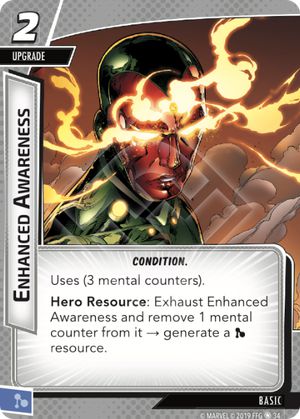 2
UPGRADE
ENHANCED AWARENESS
CONDITION.
Uses (3 mental counters).
Hero Resource: Exhaust Enhanced
Awareness and remove 1 mental
counter from it → generate a
resource.
BASIC
© MARVEL © 2019 FFG 34